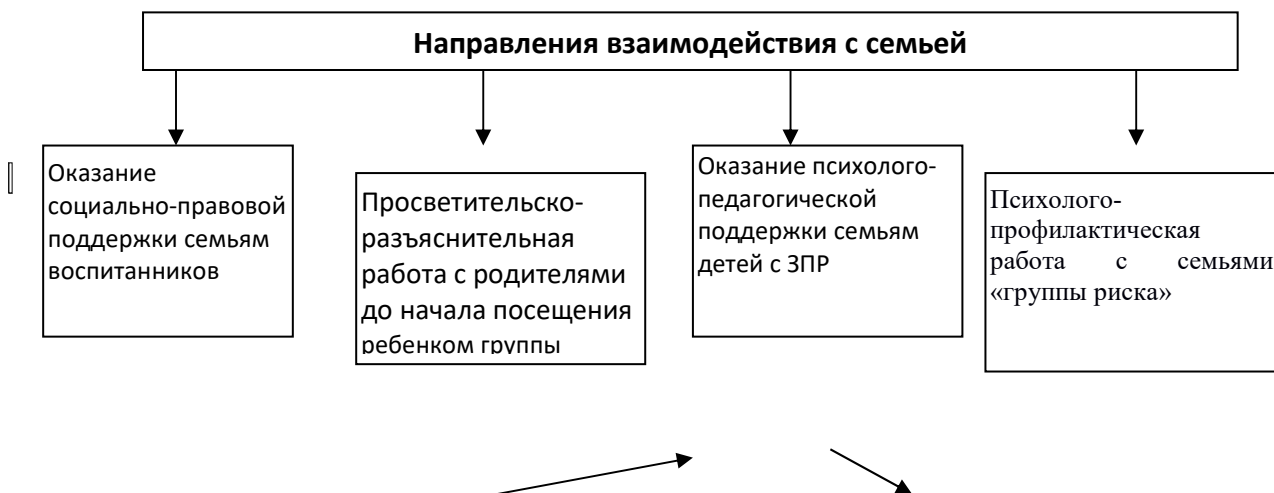 Направления взаимодействия с семьей
Оказание
социально-правовой
поддержки семьям
воспитанников
Просветительско-
разъяснительная
работа с родителями
до начала посещения
ребенком группы
Оказание психолого-
педагогической
поддержки семьям
детей с ЗПР
Психолого-
профилактическая
работа с семьями
«группы риска»